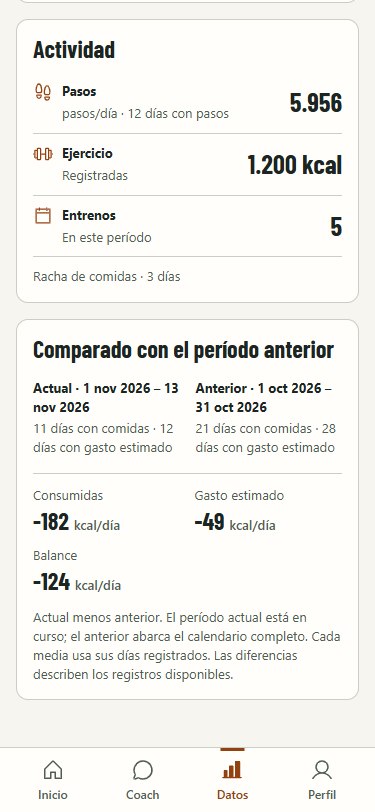 Actividad
Pasos
pasos/día · 12 días con pasos
5.956
Ejercicio
Registradas
1.200 kcal
Entrenos
En este período
5
Racha de comidas · 3 días
Comparado con el período anterior
Actual · 1 nov 2026 – 13
nov 2026
11 días con comidas · 12
días con gasto estimado
Anterior · 1 oct 2026 –
31 oct 2026
21 días con comidas · 28
días con gasto estimado
Consumidas
-182 kcal/día
Gasto estimado
-49 kcal/día
Balance
-124 kcal/día
Actual menos anterior. El período actual está en
curso; el anterior abarca el calendario completo. Cada
media usa sus días registrados. Las diferencias
describen los registros disponibles.
Inicio
Coach
Datos
Perfil